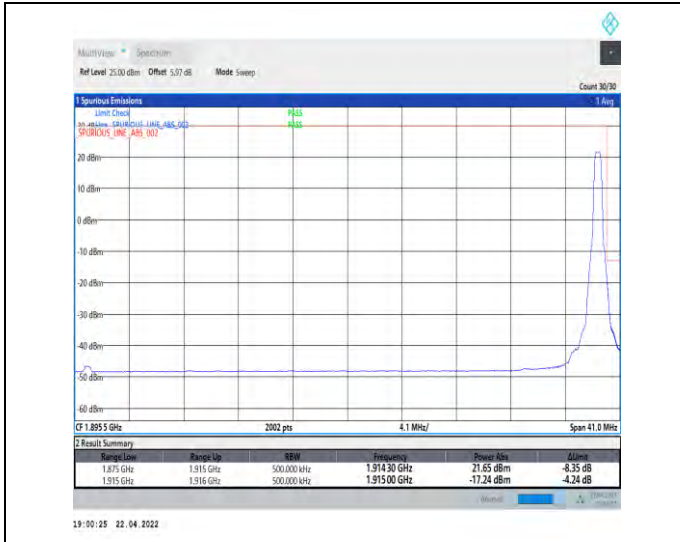 MultiView Spectrum
Ref Level 25.00 dBm Offset 5.97 dB Mode Sweep
Count 30/30
1 Spurious Emissions 1 Avg
Limit Check PASS
Line _SPURIOUS_LINE_ABS_002 PASS
SPURIOUS_LINE_ABS_002
20 dBm
10 dBm
0 dBm
-10 dBm
-20 dBm
-30 dBm
-40 dBm
-50 dBm
-60 dBm
CF 1.895 5 GHz 2002 pts 4.1 MHz/ Span 41.0 MHz
2 Result Summary
Range Low Range Up RBW Frequency Power Abs ΔLimit
1.875 GHz 1.915 GHz 500.000 kHz 1.914 30 GHz 21.65 dBm -8.35 dB
1.915 GHz 1.916 GHz 500.000 kHz 1.915 00 GHz -17.24 dBm -4.24 dB
19:00:25 22.04.2022